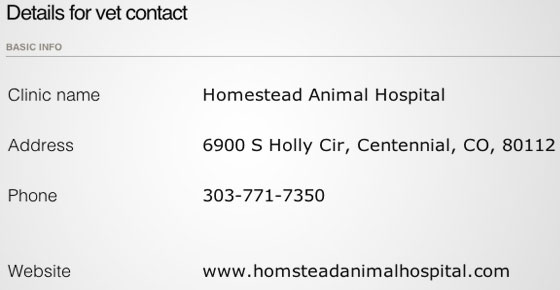 Details for vet contact
BASIC INFO
Clinic name Homestead Animal Hospital
Address 6900 S Holly Cir, Centennial, CO, 80112
Phone 303-771-7350
Website www.homsteadanimalhospital.com